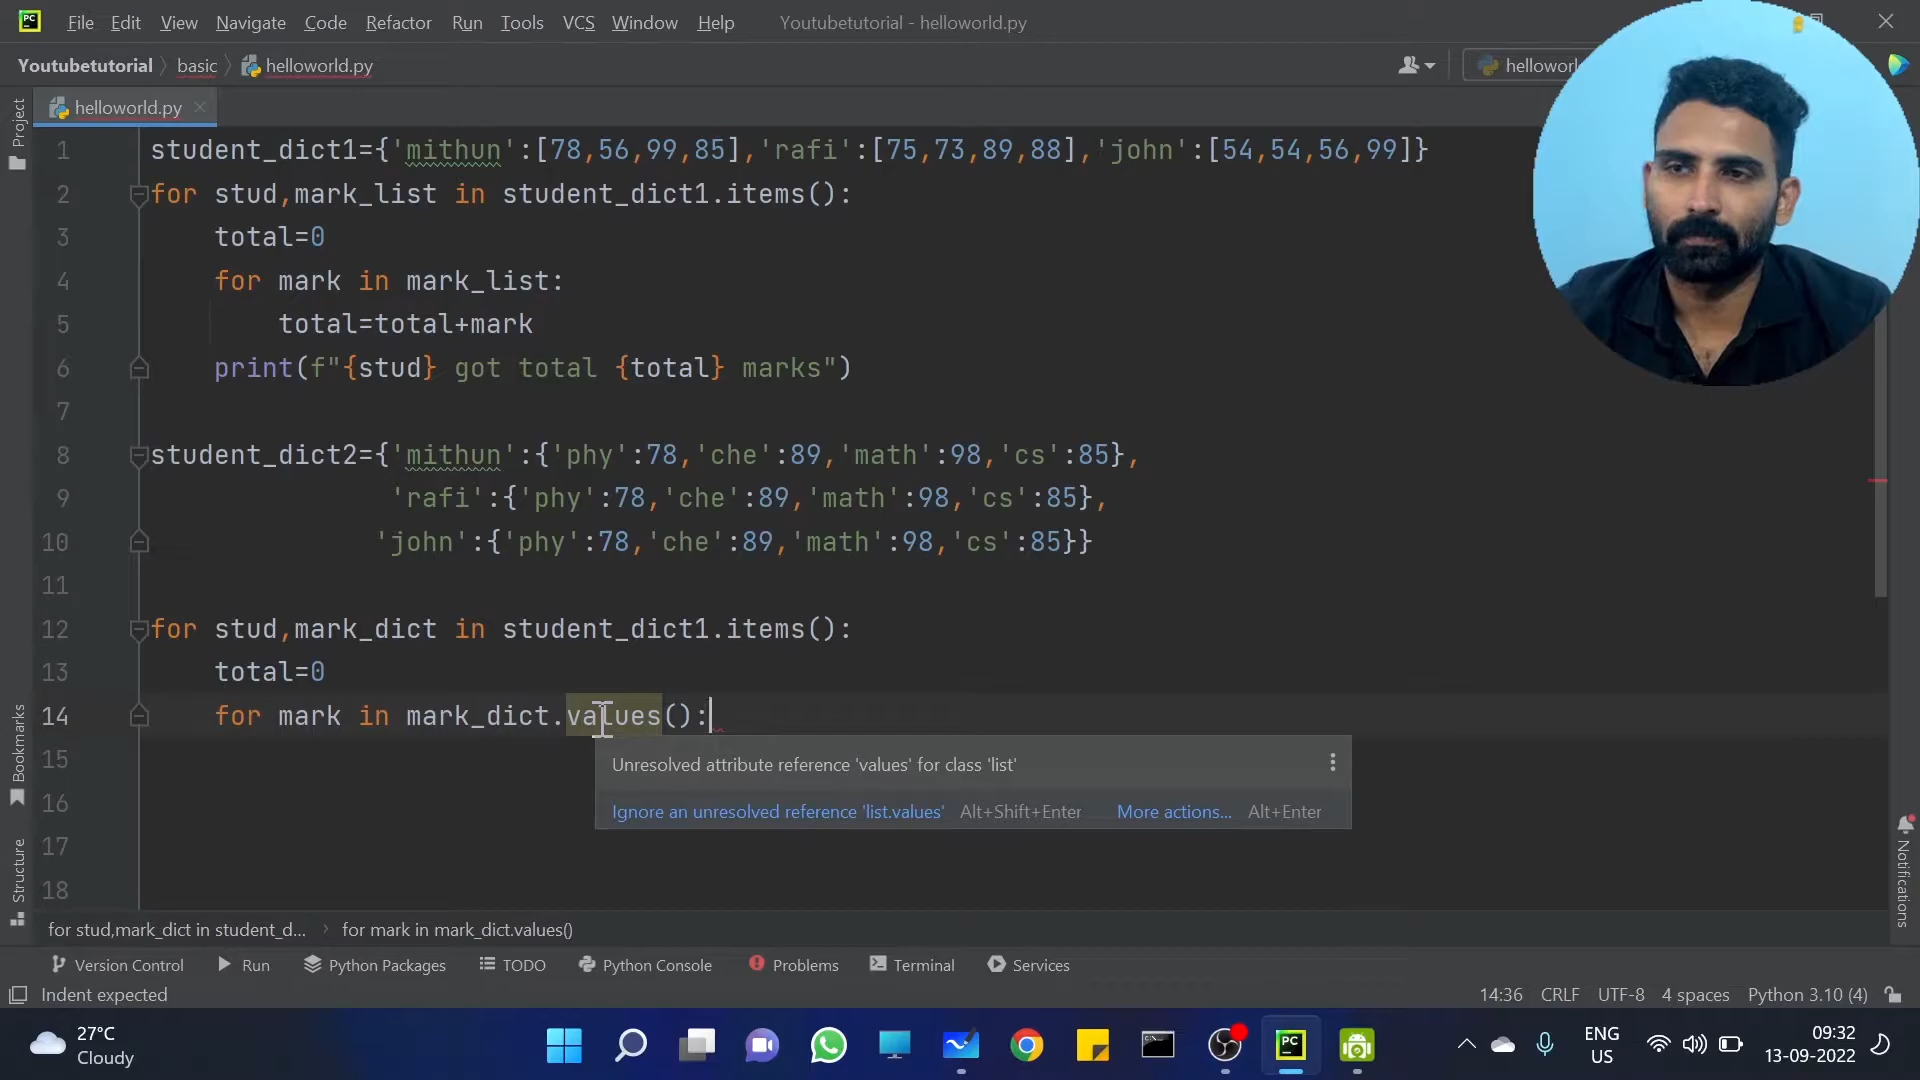 File Edit View Navigate Code Refactor Run Tools VCS Window Help Youtubetutorial - helloworld.py
Youtubetutorial basic helloworld.py
helloworld.py
Project
1 student_dict1={'mithun':[78,56,99,85],'rafi':[75,73,89,88],'john':[54,54,56,99]}
2 for stud,mark_list in student_dict1.items():
3 total=0
4 for mark in mark_list:
5 total=total+mark
6 print(f"{stud} got total {total} marks")
7
8 student_dict2={'mithun':{'phy':78,'che':89,'math':98,'cs':85},
9 'rafi':{'phy':78,'che':89,'math':98,'cs':85},
10 'john':{'phy':78,'che':89,'math':98,'cs':85}}
11
12 for stud,mark_dict in student_dict1.items():
13 total=0
14 for mark in mark_dict.values():
15
Unresolved attribute reference 'values' for class 'list'
16
Ignore an unresolved reference 'list.values' Alt+Shift+Enter More actions... Alt+Enter
17
18
Bookmarks
Structure
Notifications
for stud,mark_dict in student_d... for mark in mark_dict.values()
Version Control Run Python Packages TODO Python Console Problems Terminal Services
Indent expected 14:36 CRLF UTF-8 4 spaces Python 3.10 (4)
27°C
Cloudy
PC
ENG
US
09:32
13-09-2022